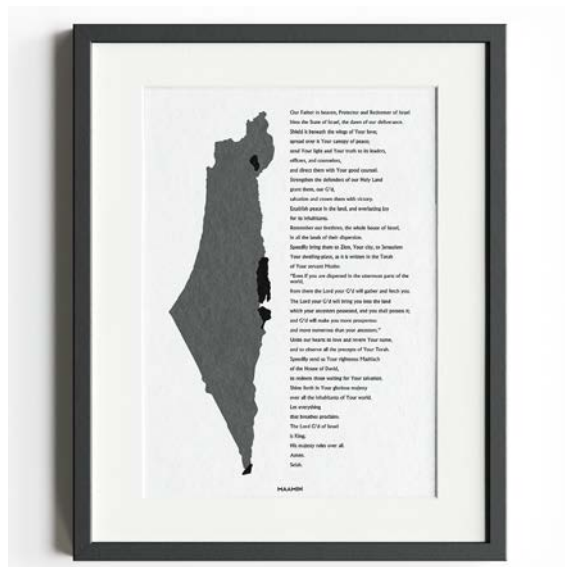 Our Father in heaven, Protector and Redeemer of Israel
bless the State of Israel, the dawn of our deliverance.
Shield it beneath the wings of Your love;
spread over it Your canopy of peace;
send Your light and Your truth to its leaders,
officers, and counselors,
and direct them with Your good counsel.
Strengthen the defenders of our Holy Land
grant them, our G'd,
salvation and crown them with victory.
Establish peace in the land, and everlasting joy
for its inhabitants.
Remember our brethren, the whole house of Israel,
in all the lands of their dispersion.
Speedily bring them to Zion, Your city, to Jerusalem
Your dwelling-place, as it is written in the Torah
of Your servant Moshe:
"Even if you are dispersed in the uttermost parts of the
world,
from there the Lord your G'd will gather and fetch you.
The Lord your G'd will bring you into the land
which your ancestors possessed, and you shall possess it;
and G'd will make you more prosperous
and more numerous than your ancestors."
Unite our hearts to love and revere Your name,
and to observe all the precepts of Your Torah.
Speedily send us Your righteous Mashiach
of the House of David,
to redeem those waiting for Your salvation.
Shine forth in Your glorious majesty
over all the inhabitants of Your world.
Let everything
that breathes proclaim:
The Lord G'd of Israel
is King;
His majesty rules over all.
Amen.
Selah.
MAAMIN